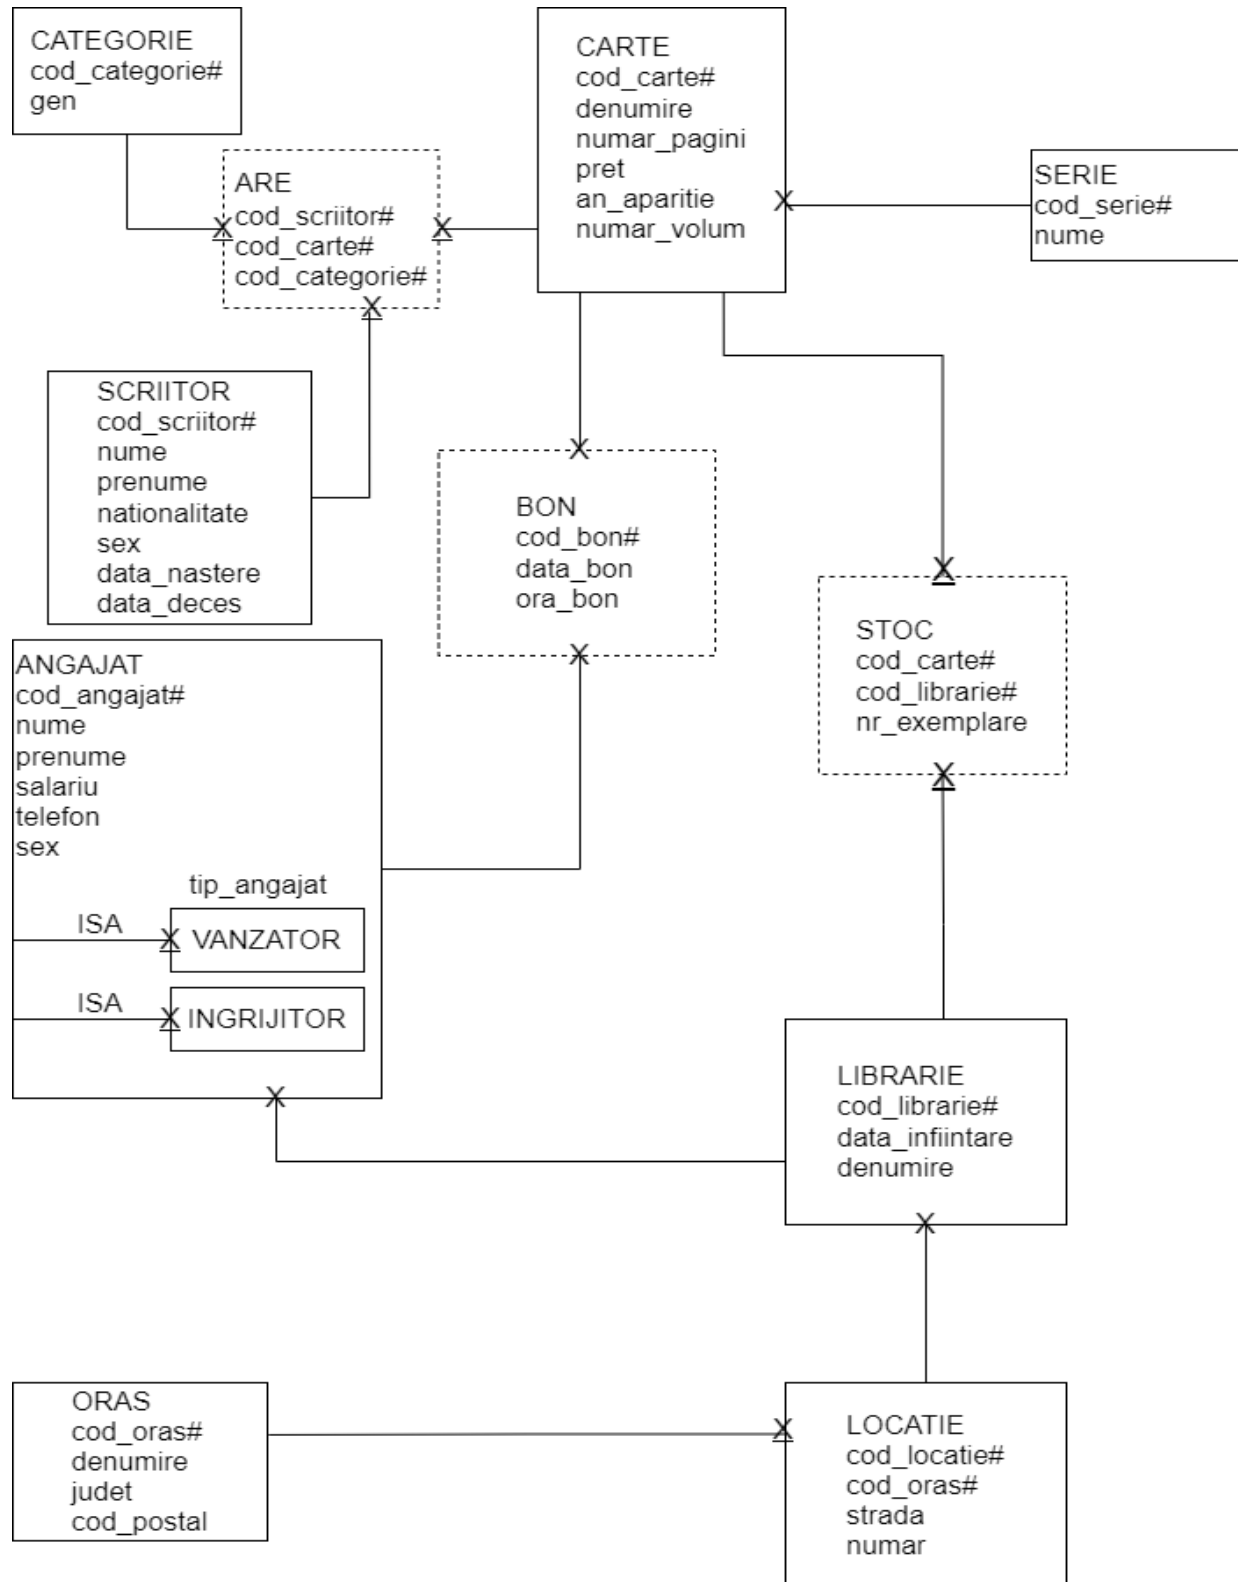 CATEGORIE
cod_categorie#
gen
CARTE
cod_carte#
denumire
numar_pagini
pret
an_aparitie
numar_volum
SERIE
cod_serie#
nume
ARE
cod_scriitor#
cod_carte#
cod_categorie#
SCRIITOR
cod_scriitor#
nume
prenume
nationalitate
sex
data_nastere
data_deces
BON
cod_bon#
data_bon
ora_bon
STOC
cod_carte#
cod_librarie#
nr_exemplare
ANGAJAT
cod_angajat#
nume
prenume
salariu
telefon
sex
tip_angajat
ISA
VANZATOR
ISA
INGRIJITOR
LIBRARIE
cod_librarie#
data_infiintare
denumire
ORAS
cod_oras#
denumire
judet
cod_postal
LOCATIE
cod_locatie#
cod_oras#
strada
numar